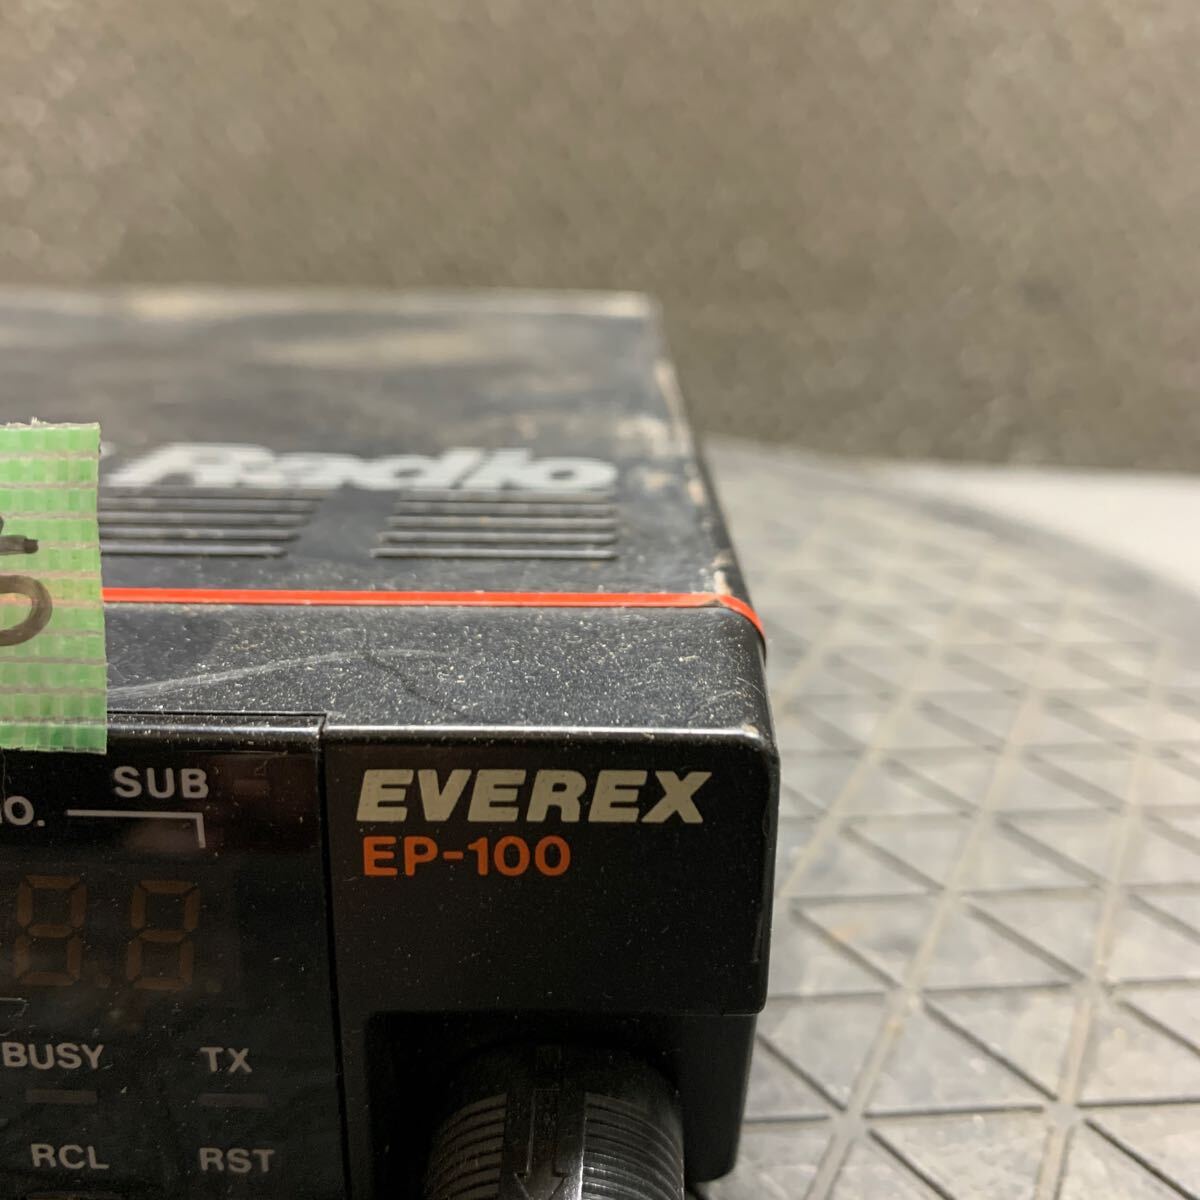 Radio
EVEREX
EP-100
SUB
BUSY
TX
RCL
RST